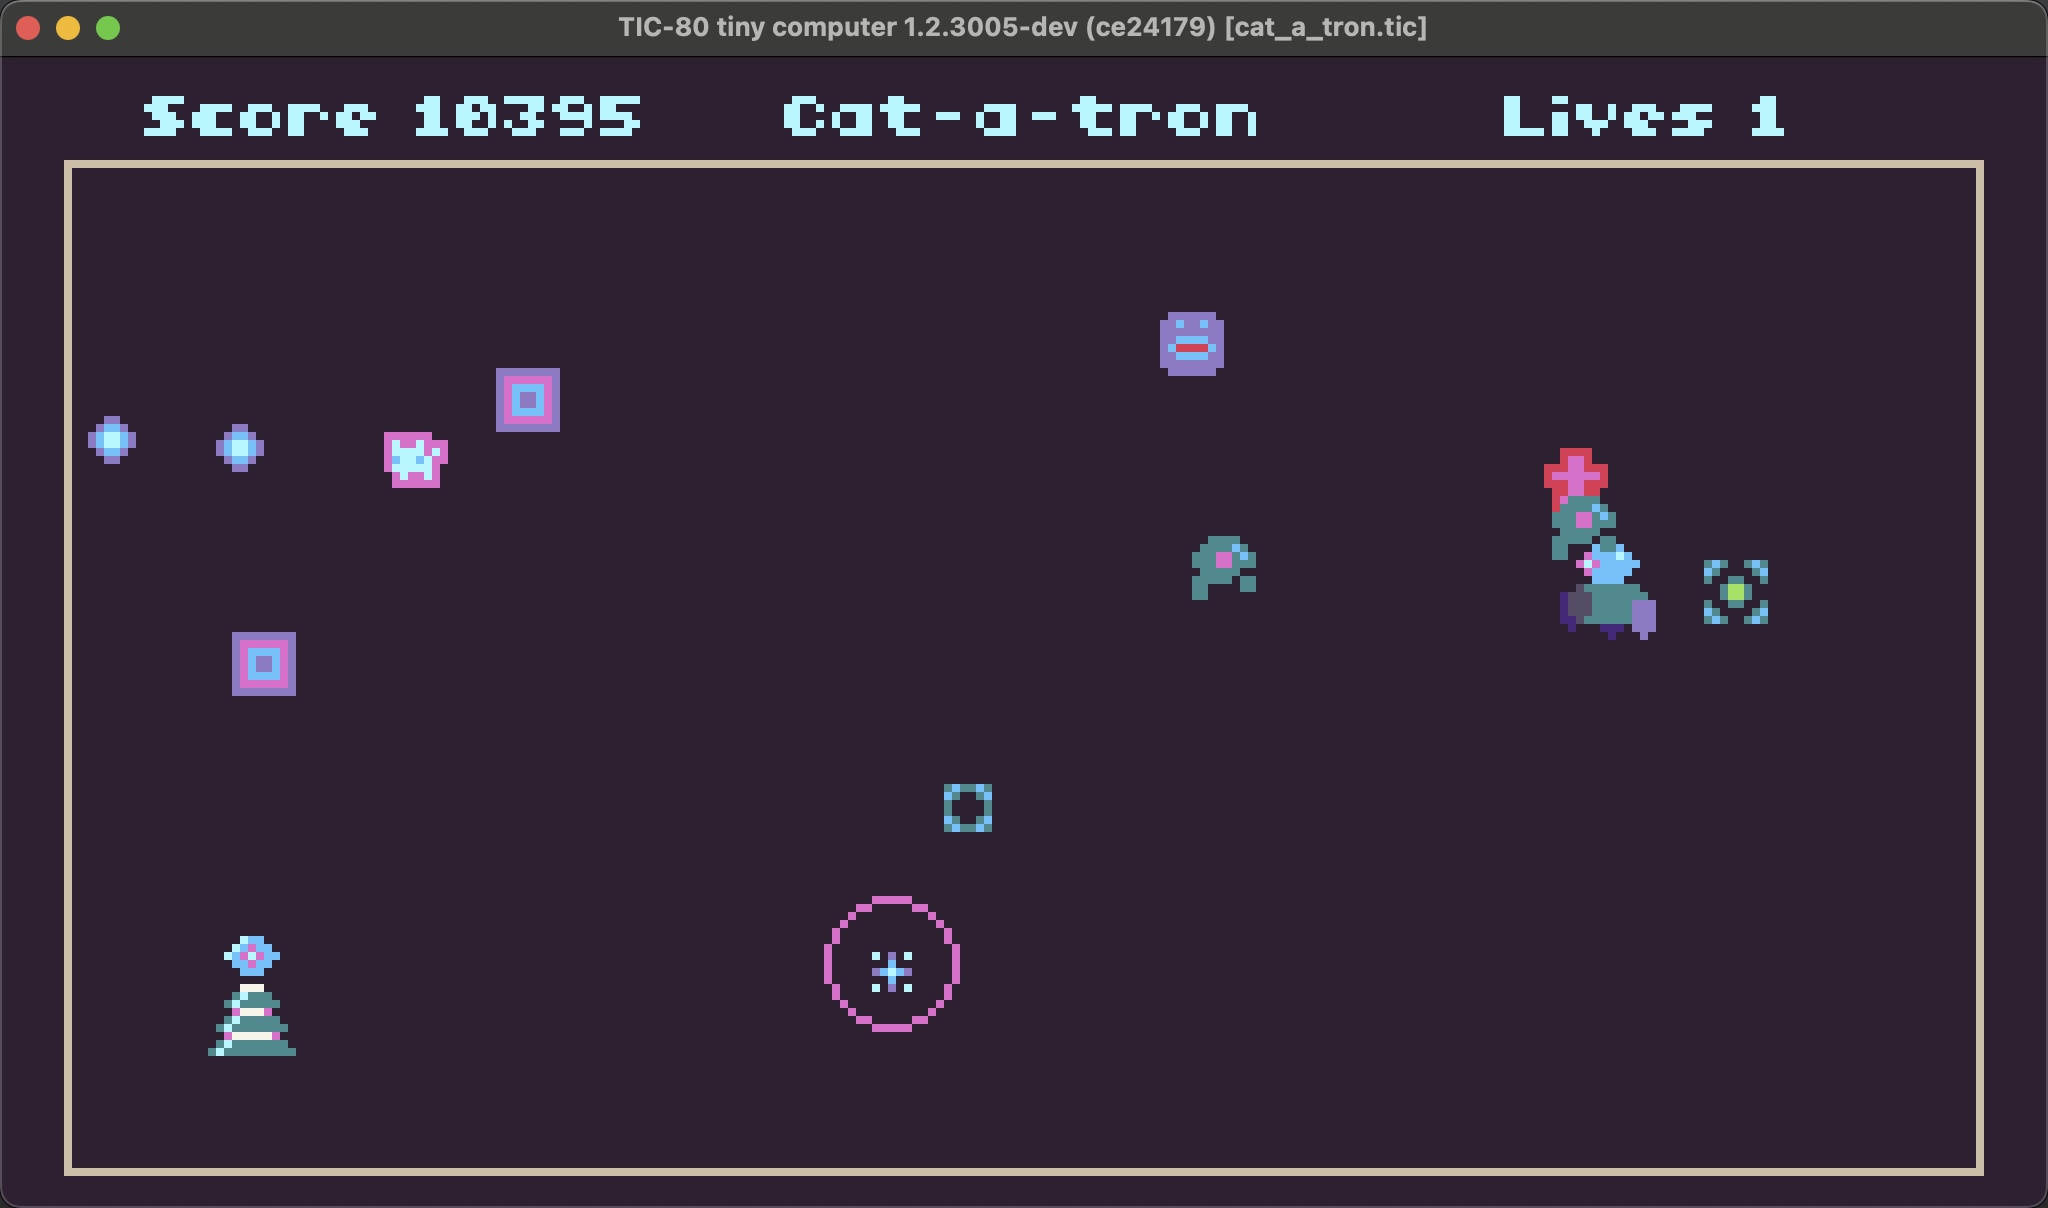 TIC-80 tiny computer 1.2.3005-dev (ce24179) [cat_a_tron.tic]
Score 10395 Cat-a-tron Lives 1